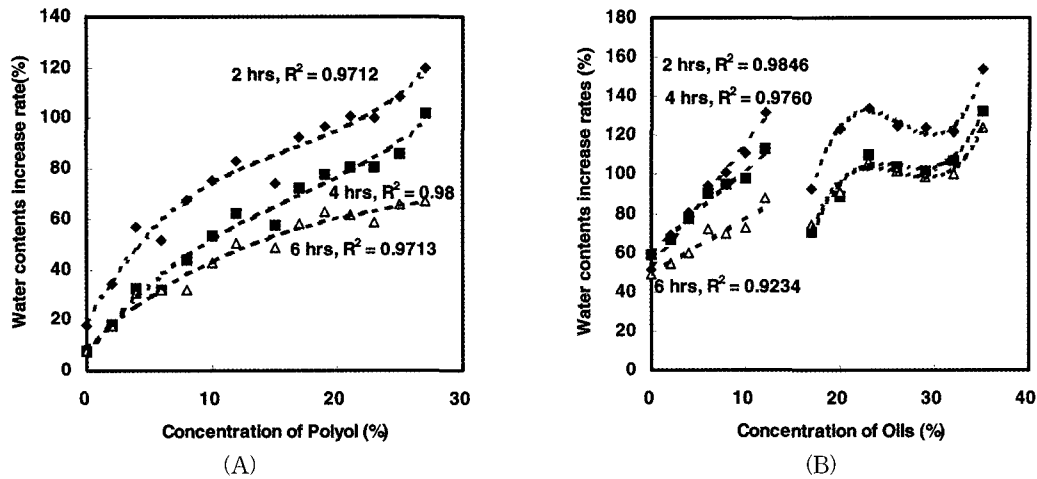 140
120
100
80
60
40
20
0
0 10 20 30
Water contents increase rate(%)
Concentration of Polyol (%)
2 hrs, R² = 0.9712
4 hrs, R² = 0.98
6 hrs, R² = 0.9713
(A)
180
160
140
120
100
80
60
40
20
0
0 10 20 30 40
Water contents increase rates (%)
Concentration of Oils (%)
2 hrs, R² = 0.9846
4 hrs, R² = 0.9760
6 hrs, R² = 0.9234
(B)